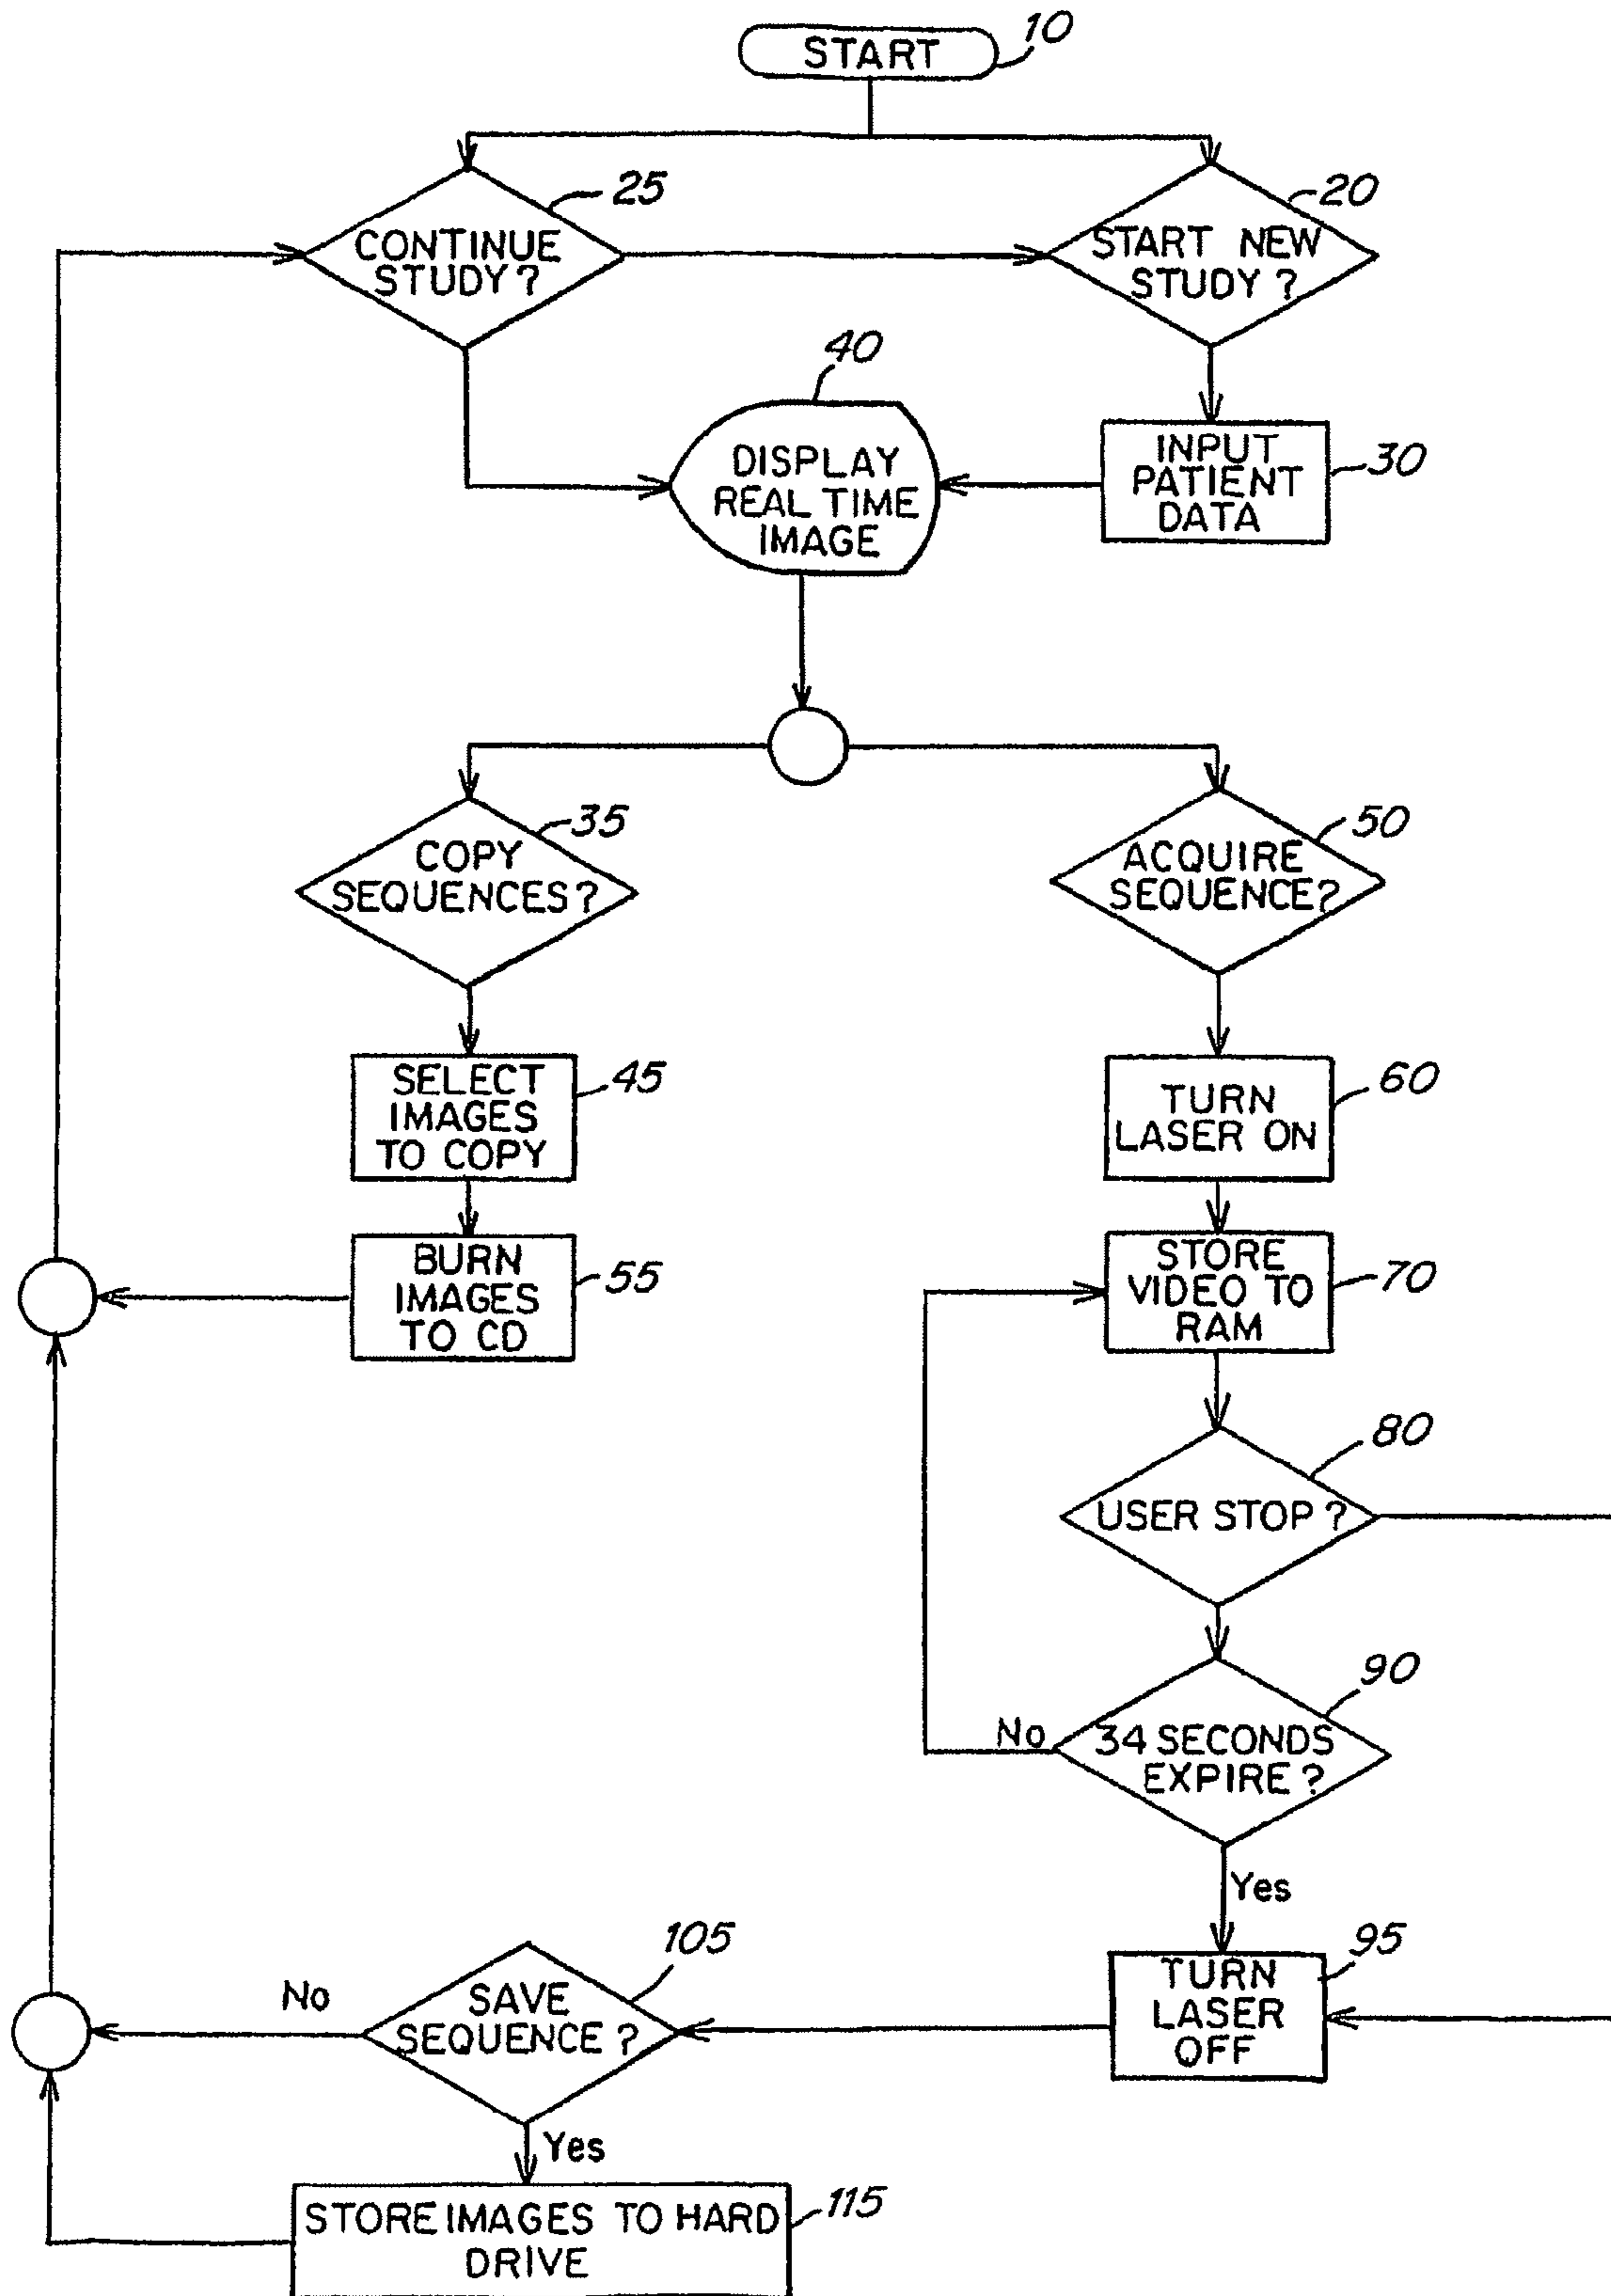 START
10
25
CONTINUE
STUDY?
20
START NEW
STUDY?
40
DISPLAY
REAL TIME
IMAGE
INPUT
PATIENT
DATA
30
35
COPY
SEQUENCES?
50
ACQUIRE
SEQUENCE?
SELECT
IMAGES
TO COPY
45
TURN
LASER ON
60
BURN
IMAGES
TO CD
55
STORE
VIDEO TO
RAM
70
80
USER STOP?
90
34 SECONDS
EXPIRE?
No
Yes
105
SAVE
SEQUENCE?
No
Yes
95
TURN
LASER
OFF
STORE IMAGES TO HARD
DRIVE
115